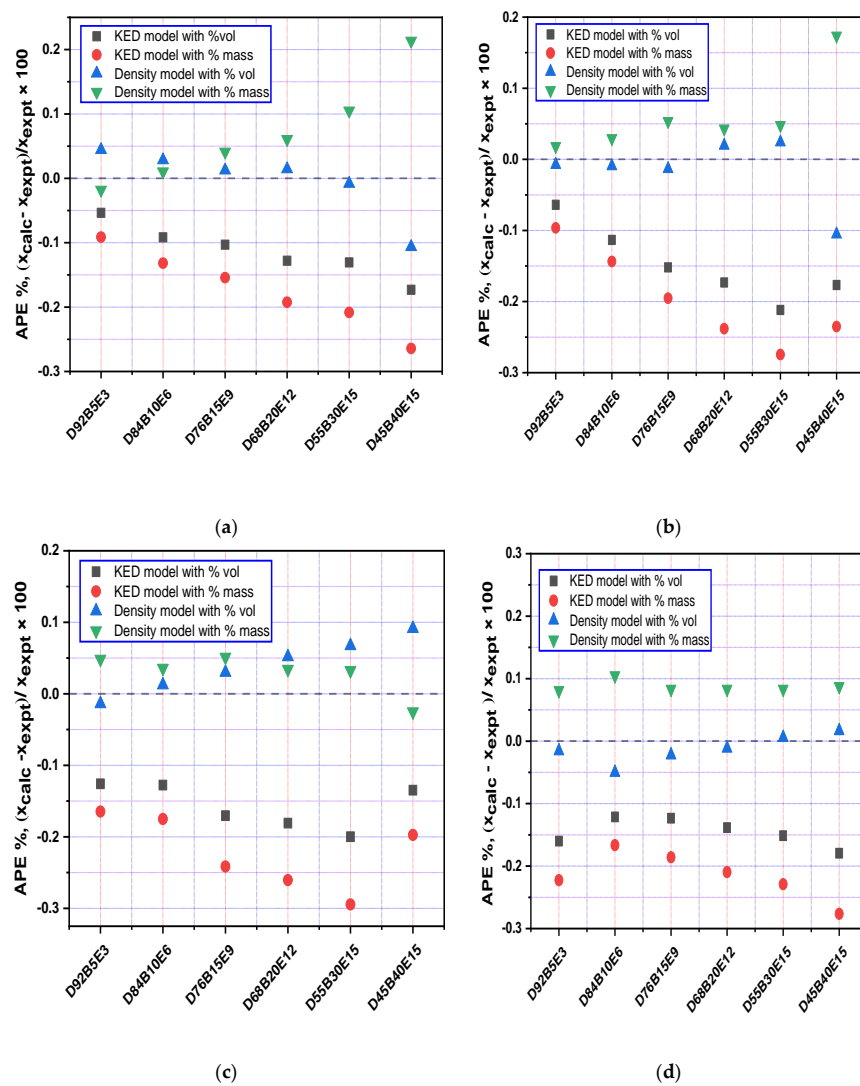 APE %, (xcalc- xexpt)/xexpt × 100
0.2
0.1
0.0
-0.1
-0.2
-0.3
KED model with %vol
KED model with % mass
Density model with % vol
Density model with % mass
D92B5E3
D84B10E6
D76B15E9
D68B20E12
D55B30E15
D45B40E15
(a)
APE %, (xcalc - xexpt)/ xexpt × 100
0.2
0.1
0.0
-0.1
-0.2
-0.3
KED model with % vol
KED model with % mass
Density model with % vol
Density model with % mass
D92B5E3
D84B10E6
D76B15E9
D68B20E12
D55B30E15
D45B40E15
(b)
APE %, (xcalc -xexpt)/ xexpt × 100
0.2
0.1
0.0
-0.1
-0.2
-0.3
KED model with % vol
KED model with % mass
Density model with % vol
Density model with % mass
D92B5E3
D84B10E6
D76B15E9
D68B20E12
D55B30E15
D45B40E15
(c)
APE %, (xcalc - xexpt )/ xexpt × 100
0.3
0.2
0.1
0.0
-0.1
-0.2
-0.3
KED model with % vol
KED model with % mass
Density model with % vol
Density model with % mass
D92B5E3
D84B10E6
D76B15E9
D68B20E12
D55B30E15
D45B40E15
(d)